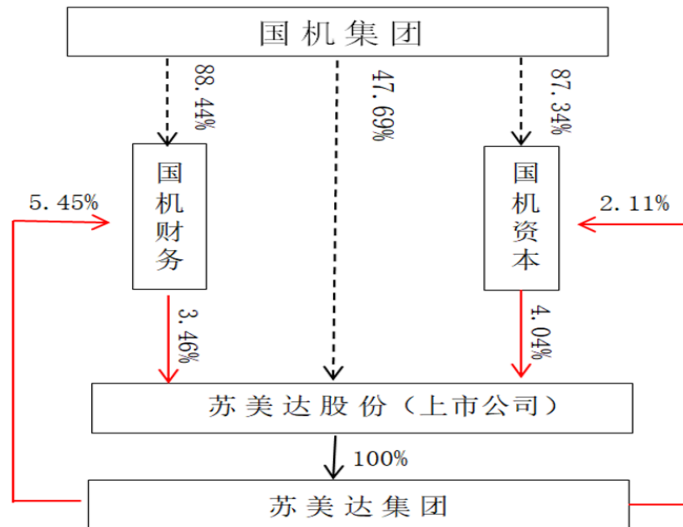 国机集团
88.44%
47.69%
87.34%
国机财务
国机资本
5.45%
2.11%
3.46%
4.04%
苏美达股份（上市公司）
100%
苏美达集团